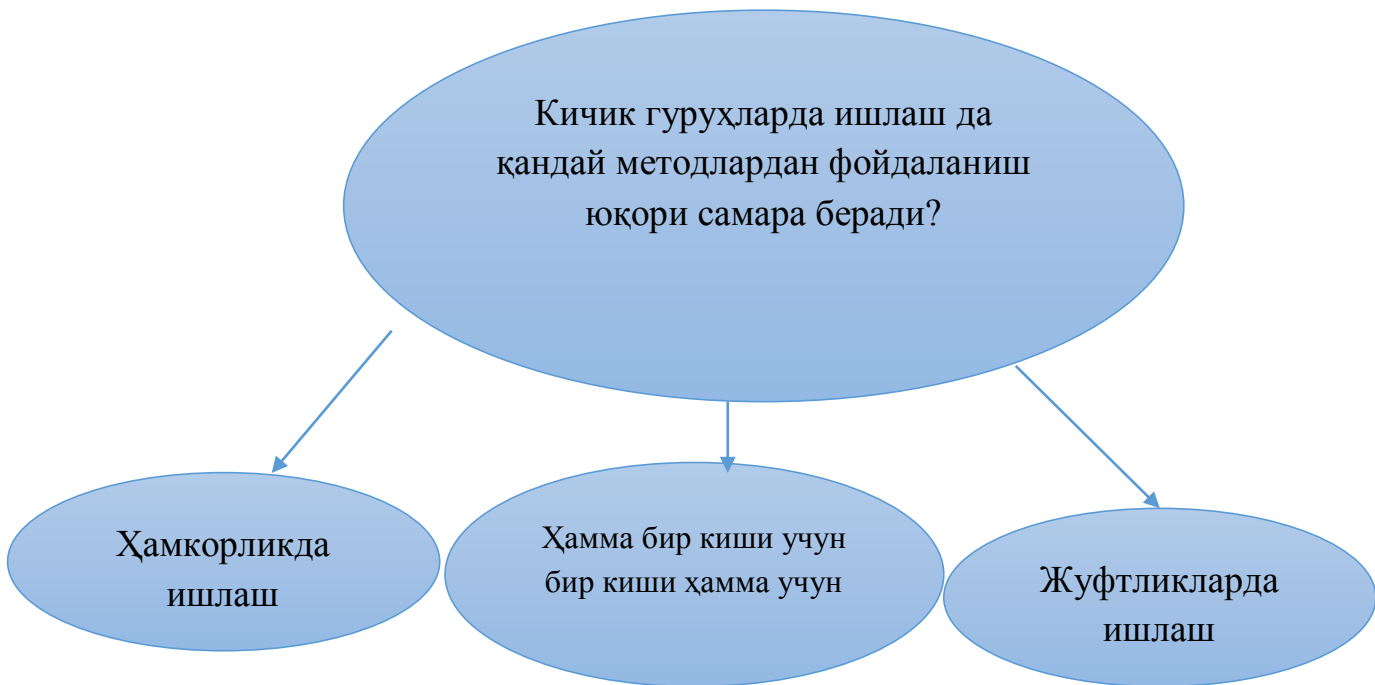 Кичик гуруҳларда ишлаш да
қандай методлардан фойдаланиш
юқори самара беради?
Ҳамкорликда
ишлаш
Ҳамма бир киши учун
бир киши ҳамма учун
Жуфтликларда
ишлаш